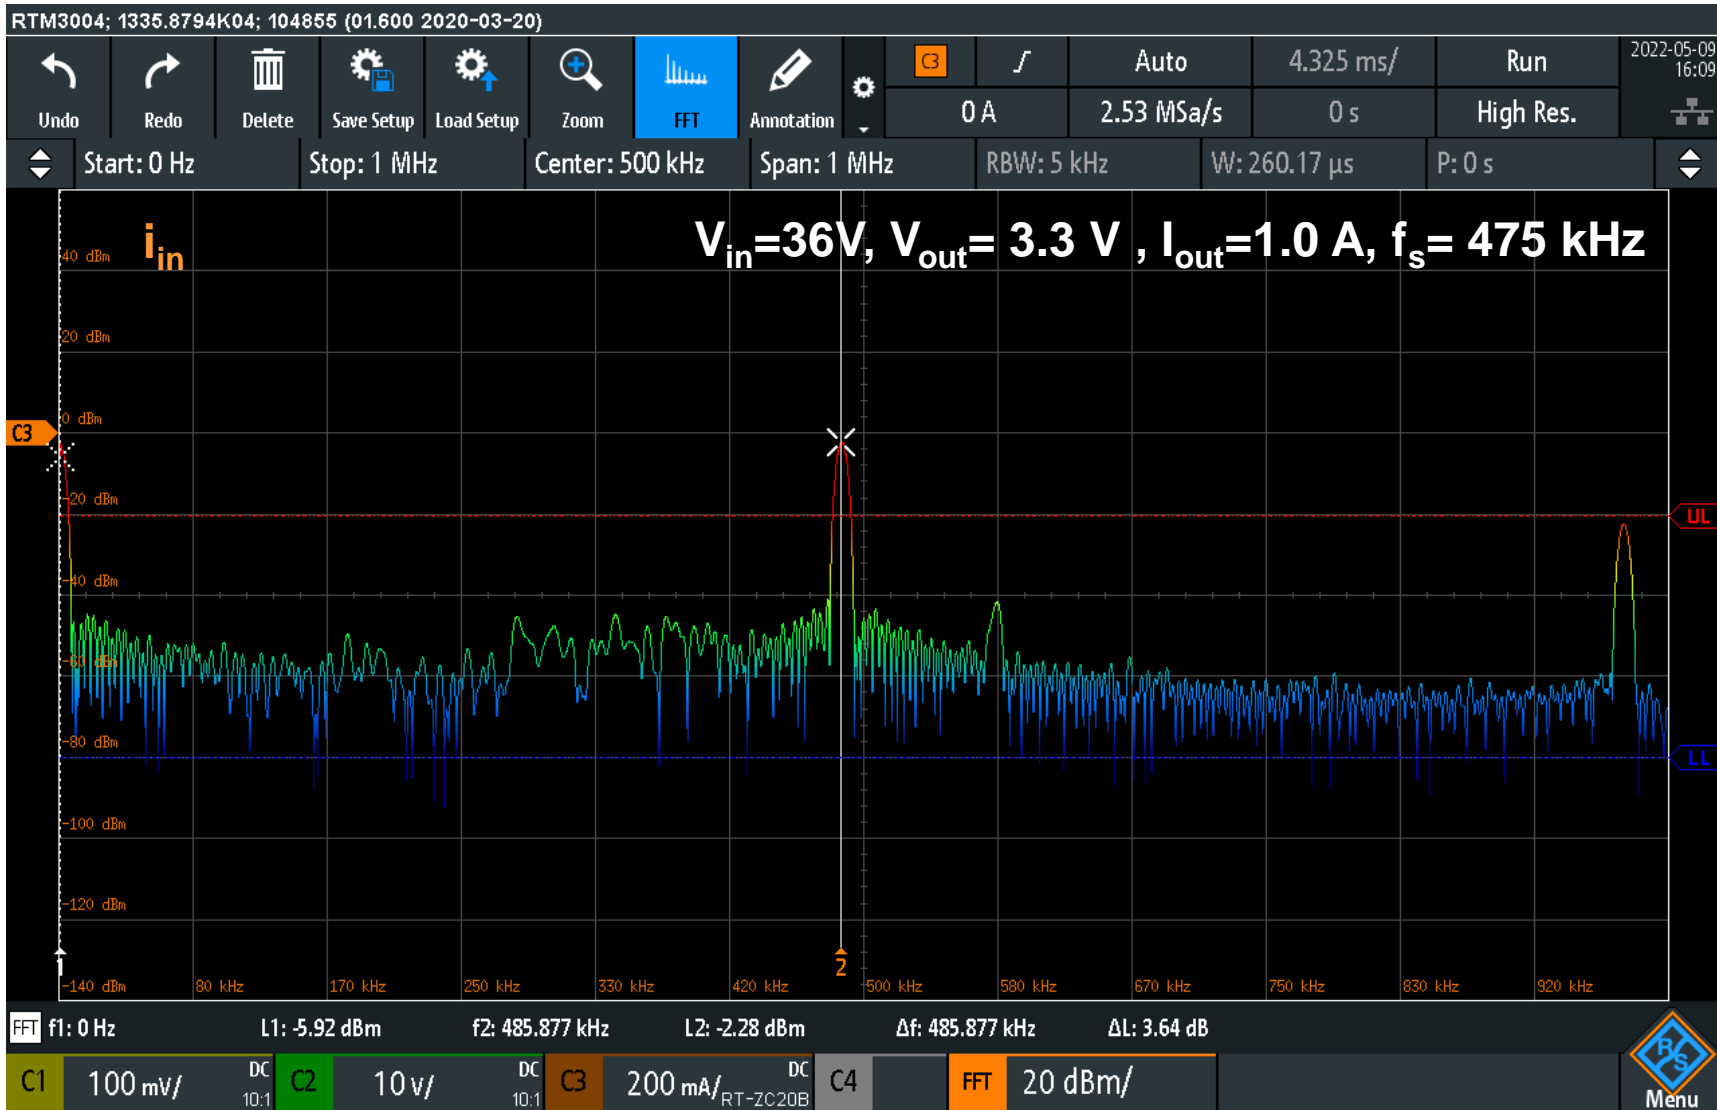 RTM3004; 1335.8794K04; 104855 (01.600 2020-03-20)
Undo Redo Delete Save Setup Load Setup Zoom FFT Annotation
C3 Auto 4.325 ms/ Run
0 A 2.53 MSa/s 0 s High Res.
2022-05-09
16:09
Start: 0 Hz Stop: 1 MHz Center: 500 kHz Span: 1 MHz RBW: 5 kHz W: 260.17 µs P: 0 s
iin Vin=36V, Vout= 3.3 V , Iout=1.0 A, fs= 475 kHz
40 dBm
20 dBm
0 dBm
C3
-20 dBm
UL
-40 dBm
-60 dBm
-80 dBm
LL
-100 dBm
-120 dBm
1 2
-140 dBm 80 kHz 170 kHz 250 kHz 330 kHz 420 kHz 500 kHz 580 kHz 670 kHz 750 kHz 830 kHz 920 kHz
FFT f1: 0 Hz L1: -5.92 dBm f2: 485.877 kHz L2: -2.28 dBm Δf: 485.877 kHz ΔL: 3.64 dB
C1 100 mV/ DC 10:1 C2 10 V/ DC 10:1 C3 200 mA/ DC RT-ZC20B C4 FFT 20 dBm/
R&S
Menu